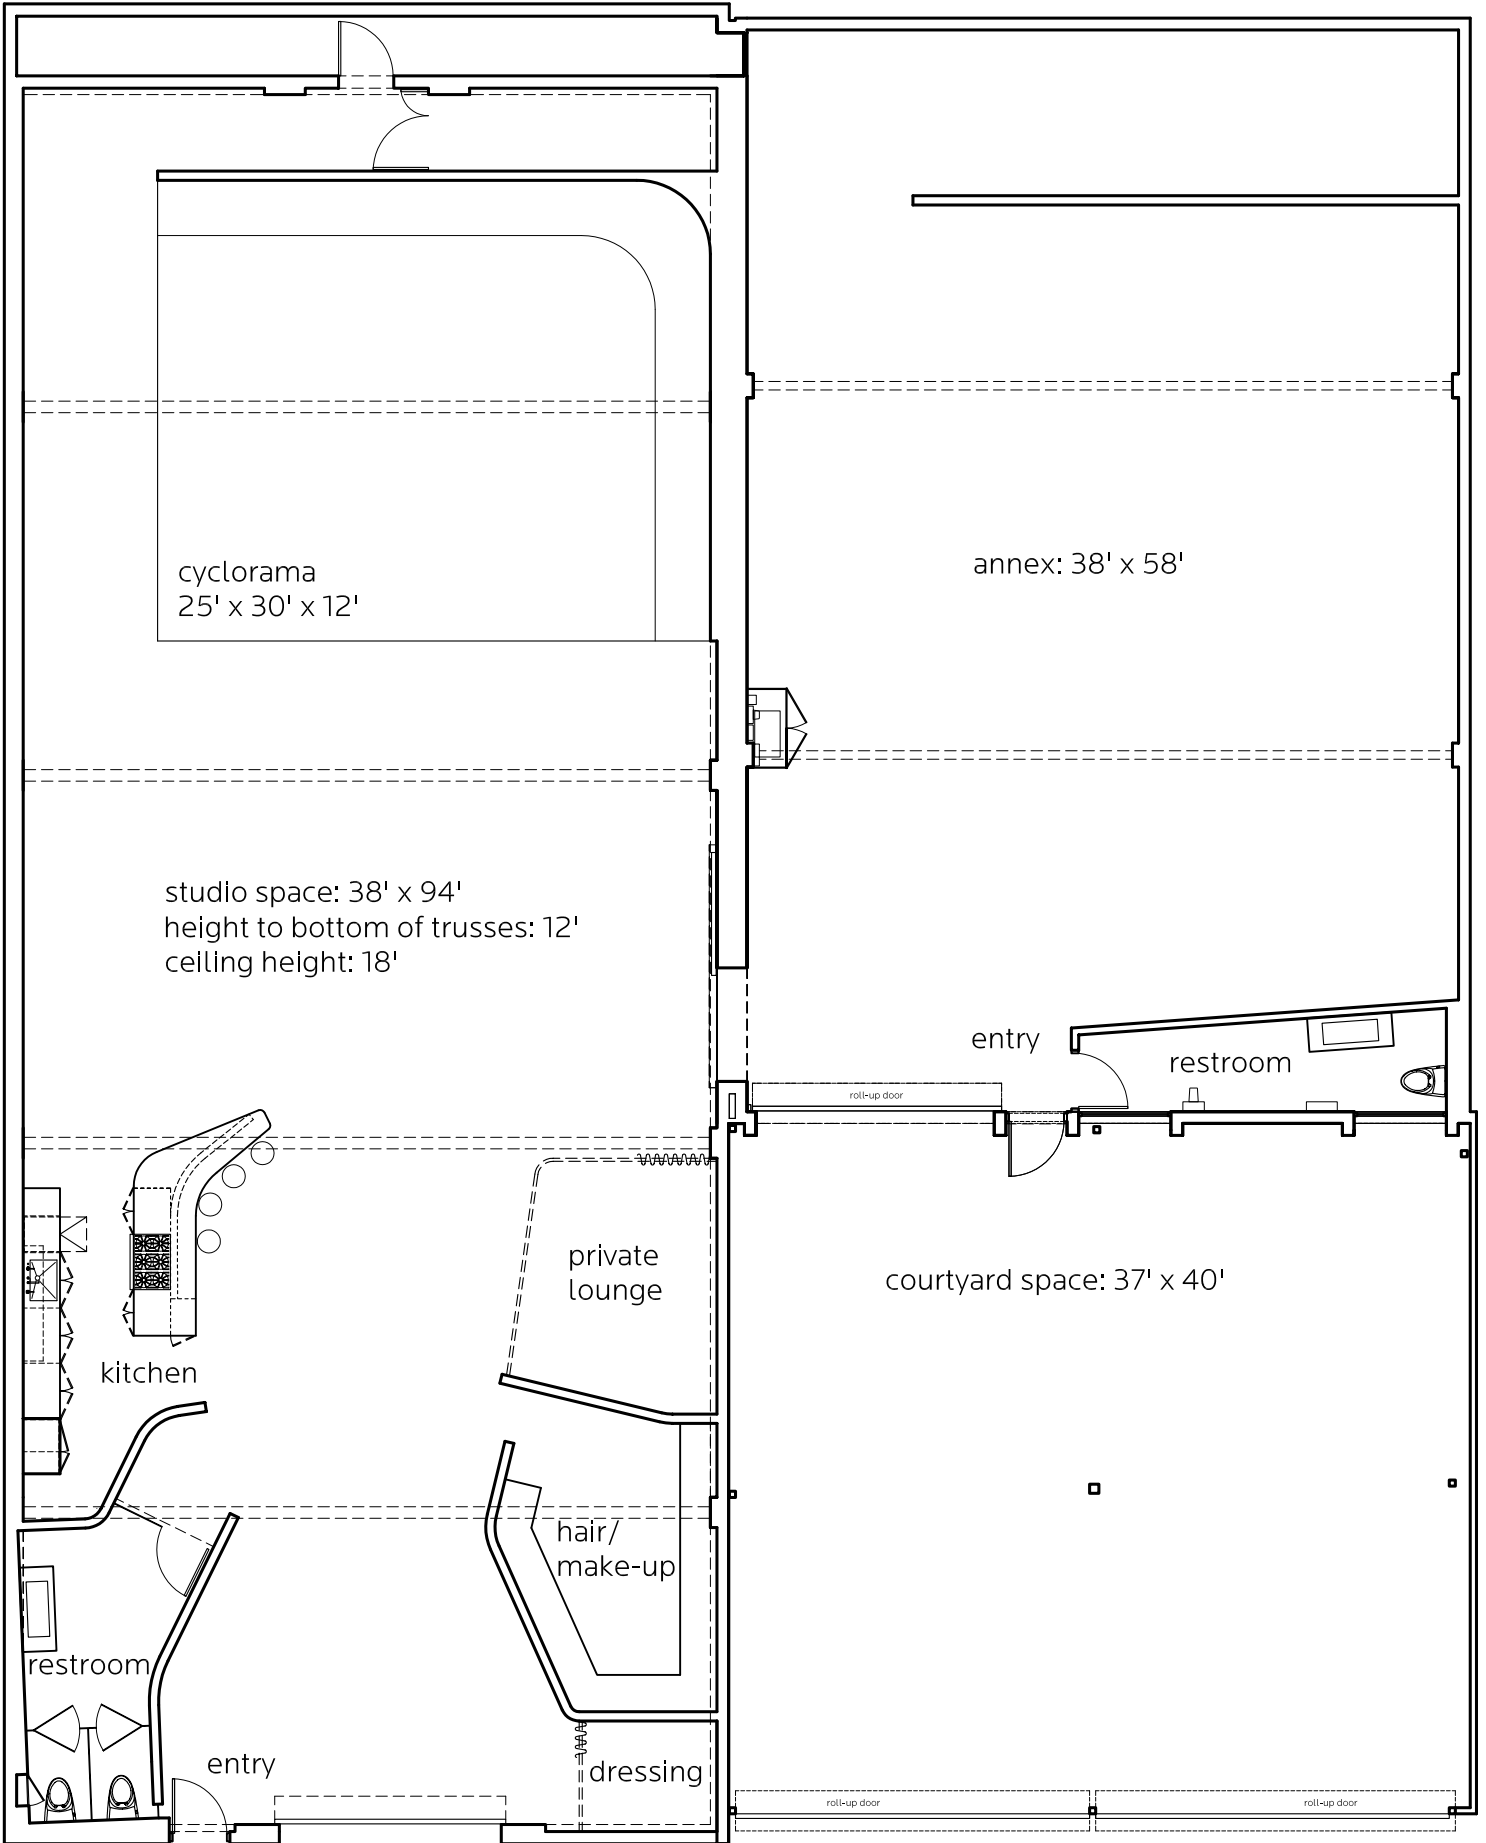 cyclorama
25' x 30' x 12'
annex: 38' x 58'
studio space: 38' x 94'
height to bottom of trusses: 12'
ceiling height: 18'
entry
restroom
roll-up door
private
lounge
courtyard space: 37' x 40'
kitchen
hair/
make-up
restroom
entry
dressing
roll-up door
roll-up door